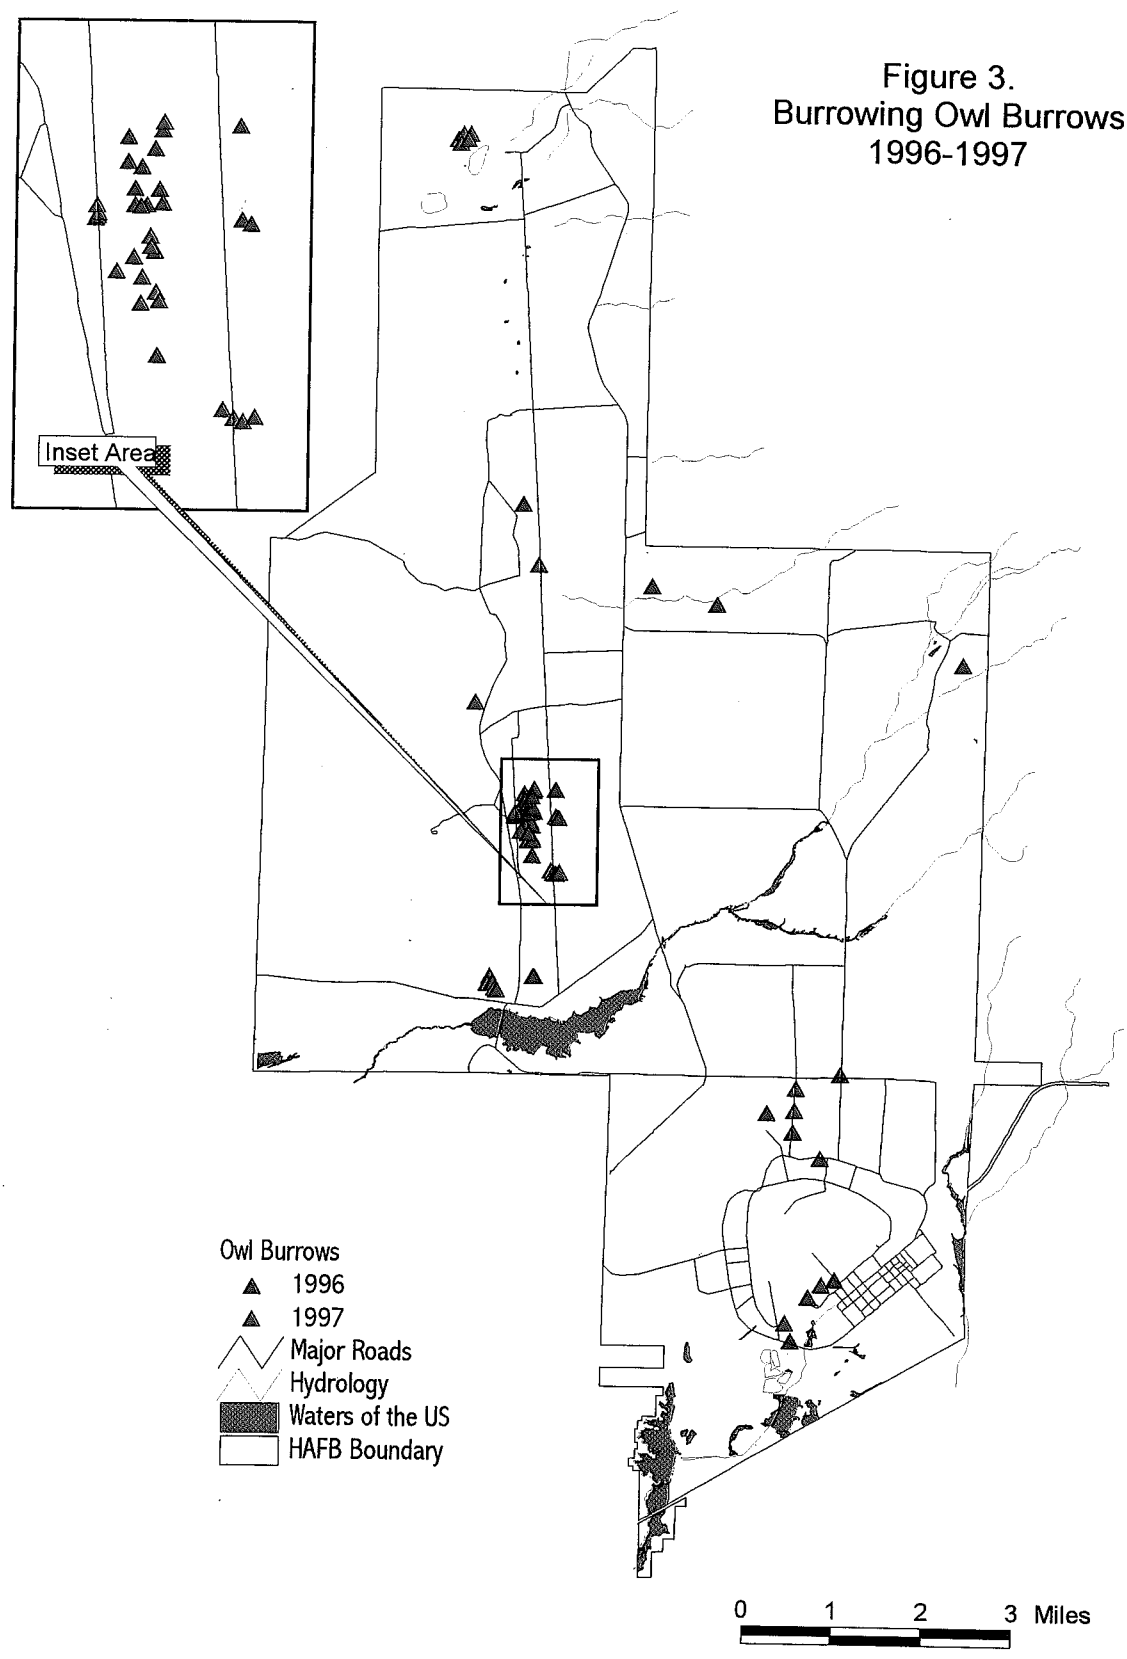 Figure 3.
Burrowing Owl Burrows
1996-1997
Inset Area
Owl Burrows
1996
1997
Major Roads
Hydrology
Waters of the US
HAFB Boundary
0 1 2 3 Miles